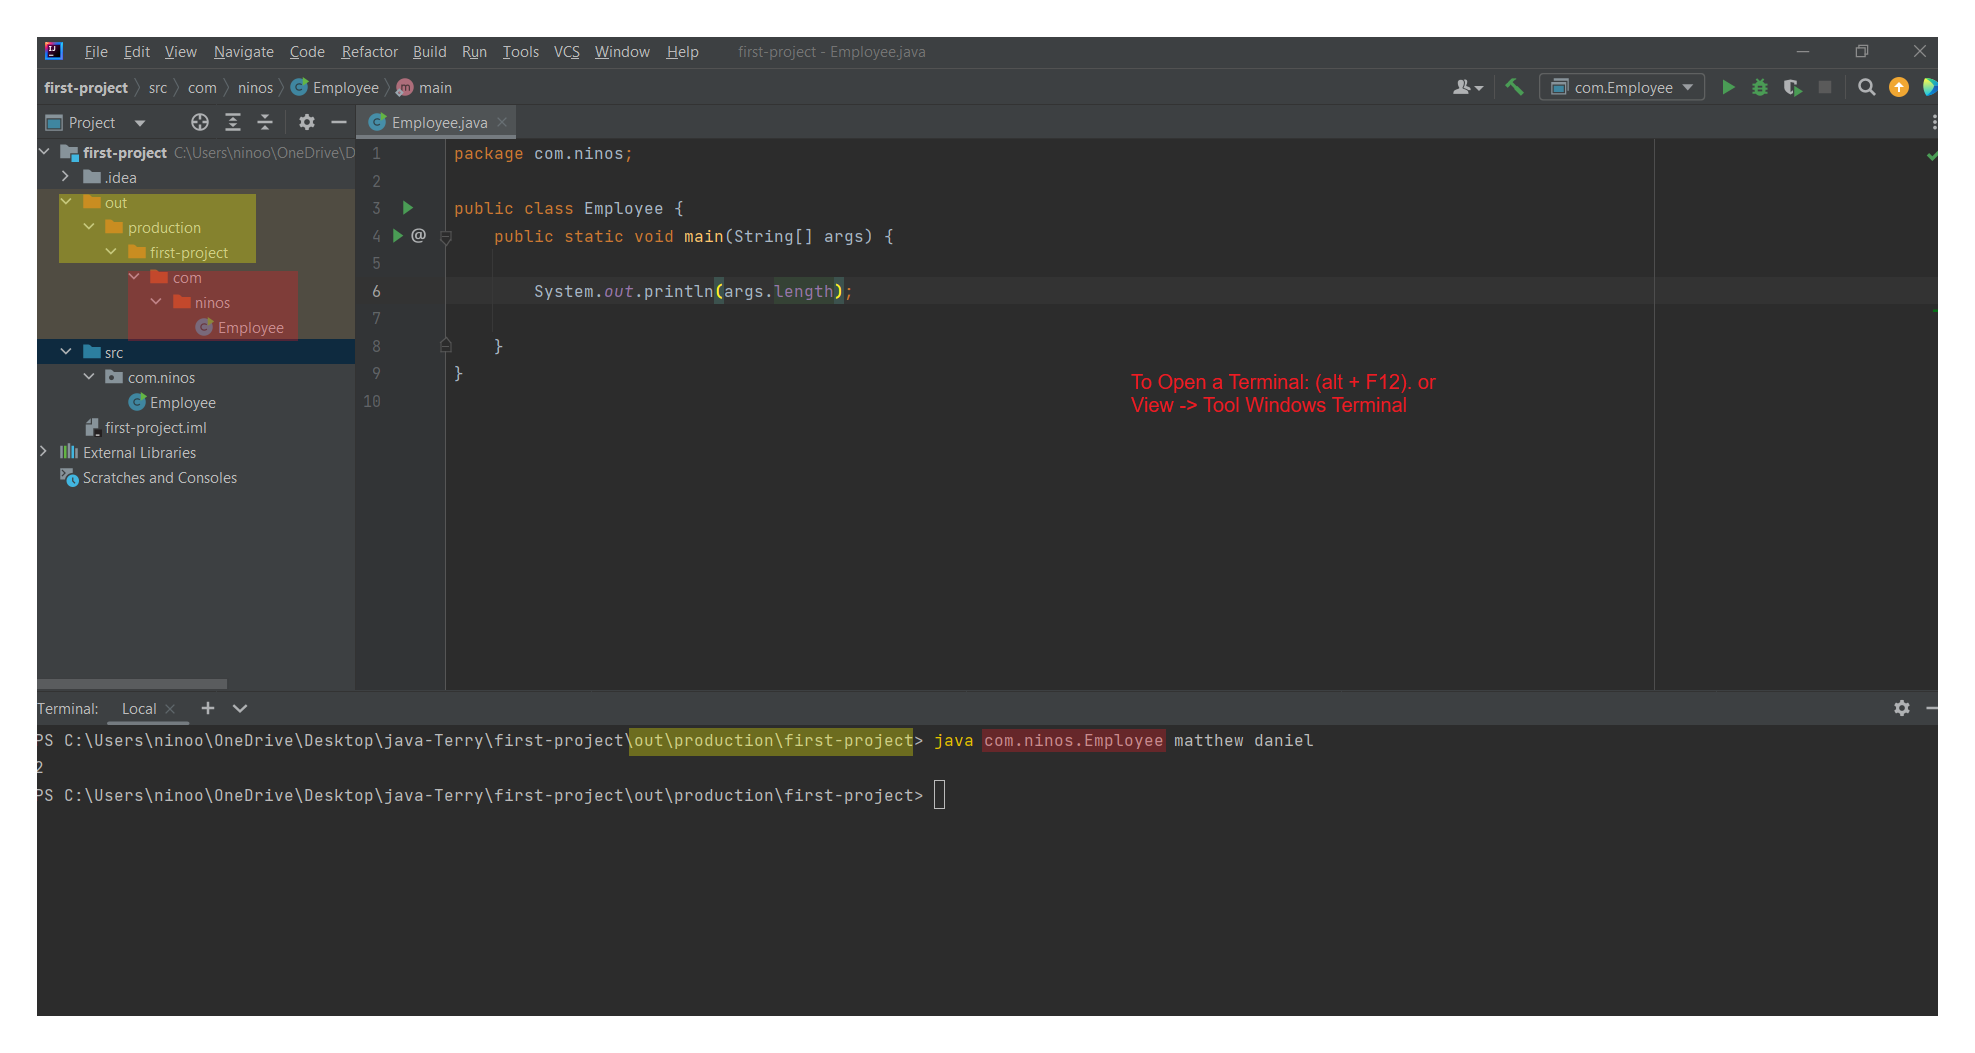 File Edit View Navigate Code Refactor Build Run Tools VCS Window Help first-project - Employee.java
first-project src com ninos Employee main
com.Employee
Project
Employee.java
first-project C:\Users\ninoo\OneDrive\D
.idea
out
production
first-project
com
ninos
Employee
src
com.ninos
Employee
first-project.iml
External Libraries
Scratches and Consoles
1 package com.ninos;
2
3 public class Employee {
4 @ public static void main(String[] args) {
5
6 System.out.println(args.length);
7
8 }
9 }
10
To Open a Terminal: (alt + F12). or
View -> Tool Windows Terminal
Terminal: Local
PS C:\Users\ninoo\OneDrive\Desktop\java-Terry\first-project\out\production\first-project> java com.ninos.Employee matthew daniel
2
PS C:\Users\ninoo\OneDrive\Desktop\java-Terry\first-project\out\production\first-project>